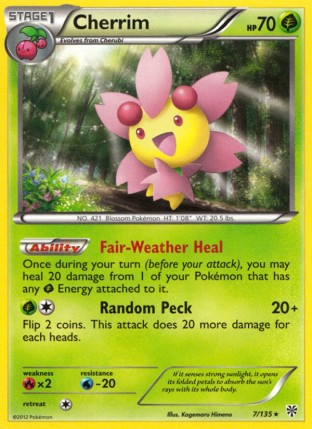 STAGE1 Cherrim HP70
Evolves from Cherubi
NO. 421 Blossom Pokémon HT: 1'08" WT: 20.5 lbs.
Ability Fair-Weather Heal
Once during your turn (before your attack), you may
heal 20 damage from 1 of your Pokémon that has
any Energy attached to it.
Random Peck 20+
Flip 2 coins. This attack does 20 more damage for
each heads.
weakness resistance
×2 -20
retreat
If it senses strong sunlight, it opens
its folded petals to absorb the sun's
rays with its whole body.
©2012 Pokémon Illus. Kagemaru Himeno 7/135 ★